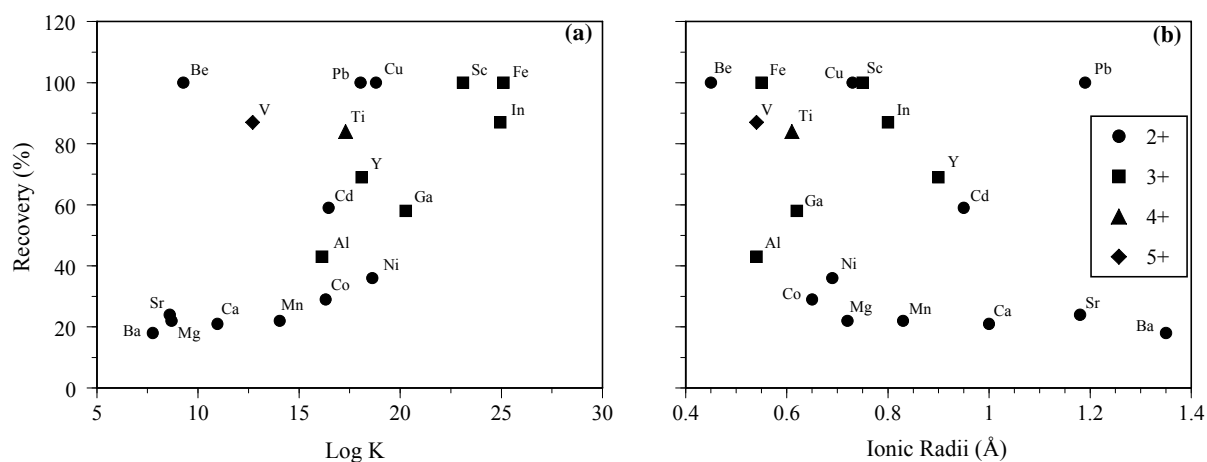 120
100
80
60
40
20
0
Recovery (%)
(a)
Be
Pb
Cu
Sc
Fe
V
Ti
In
Y
Cd
Ga
Al
Ni
Co
Sr
Ba
Mg
Ca
Mn
5
10
15
20
25
30
Log K
(b)
Be
Fe
Cu
Sc
Pb
V
Ti
In
Y
Ga
Cd
Al
Ni
Co
Mg
Mn
Ca
Sr
Ba
2+
3+
4+
5+
0.4
0.6
0.8
1
1.2
1.4
Ionic Radii (Å)